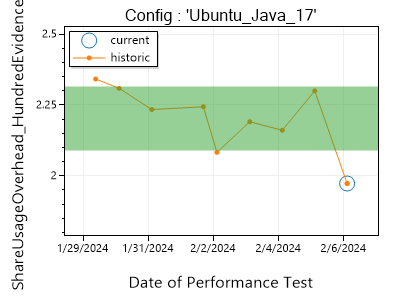 Config : 'Ubuntu_Java_17'
ShareUsageOverhead_HundredEvidence
2.5
2.25
2
current
historic
1/29/2024
1/31/2024
2/2/2024
2/4/2024
2/6/2024
Date of Performance Test